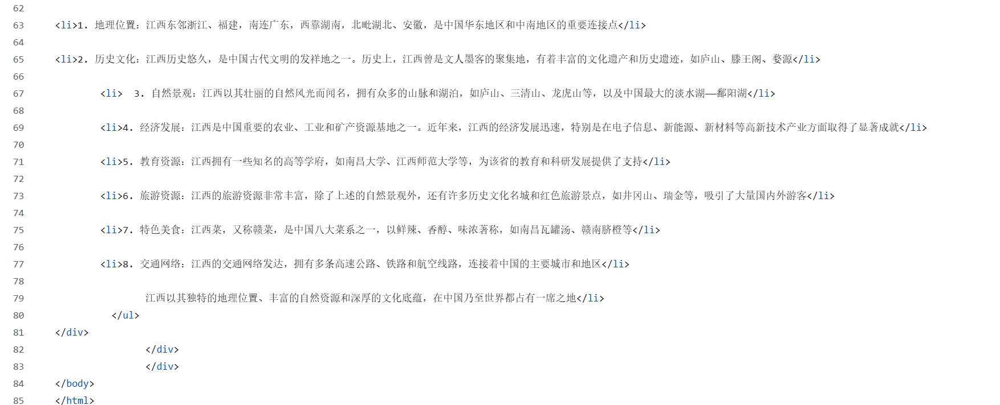 62
63 <li>1. 地理位置：江西东邻浙江、福建，南连广东，西靠湖南，北毗湖北、安徽，是中国华东地区和中南地区的重要连接点</li>
64
65 <li>2. 历史文化：江西历史悠久，是中国古代文明的发祥地之一。历史上，江西曾是文人墨客的聚集地，有着丰富的文化遗产和历史遗迹，如庐山、滕王阁、婺源</li>
66
67 <li>  3. 自然景观：江西以其壮丽的自然风光而闻名，拥有众多的山脉和湖泊，如庐山、三清山、龙虎山等，以及中国最大的淡水湖——鄱阳湖</li>
68
69 <li>4. 经济发展：江西是中国重要的农业、工业和矿产资源基地之一。近年来，江西的经济发展迅速，特别是在电子信息、新能源、新材料等高新技术产业方面取得了显著成就</li>
70
71 <li>5. 教育资源：江西拥有一些知名的高等学府，如南昌大学、江西师范大学等，为该省的教育和科研发展提供了支持</li>
72
73 <li>6. 旅游资源：江西的旅游资源非常丰富，除了上述的自然景观外，还有许多历史文化名城和红色旅游景点，如井冈山、瑞金等，吸引了大量国内外游客</li>
74
75 <li>7. 特色美食：江西菜，又称赣菜，是中国八大菜系之一，以鲜辣、香醇、味浓著称，如南昌瓦罐汤、赣南脐橙等</li>
76
77 <li>8. 交通网络：江西的交通网络发达，拥有多条高速公路、铁路和航空线路，连接着中国的主要城市和地区</li>
78
79 江西以其独特的地理位置、丰富的自然资源和深厚的文化底蕴，在中国乃至世界都占有一席之地</li>
80 </ul>
81 </div>
82 </div>
83 </div>
84 </body>
85 </html>